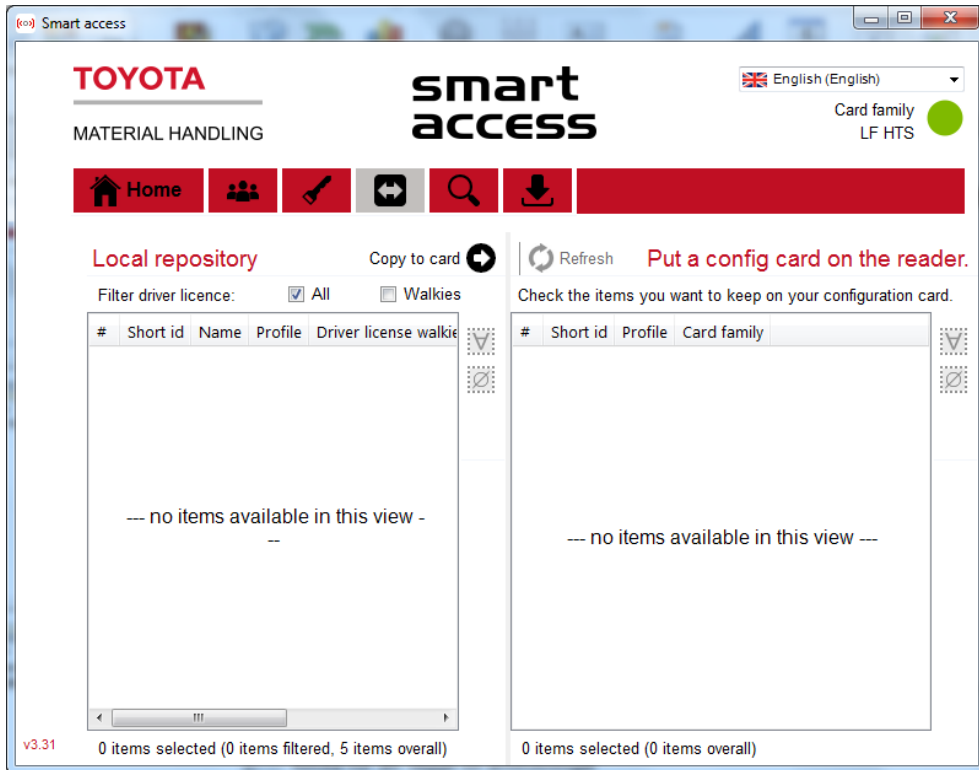 Smart access
TOYOTA
MATERIAL HANDLING
smart
access
English (English)
Card family
LF HTS
Home
Local repository
Copy to card
Refresh
Put a config card on the reader.
Filter driver licence:
All
Walkies
Check the items you want to keep on your configuration card.
# Short id Name Profile Driver license walkie
# Short id Profile Card family
--- no items available in this view -
--
--- no items available in this view ---
v3.31
0 items selected (0 items filtered, 5 items overall)
0 items selected (0 items overall)